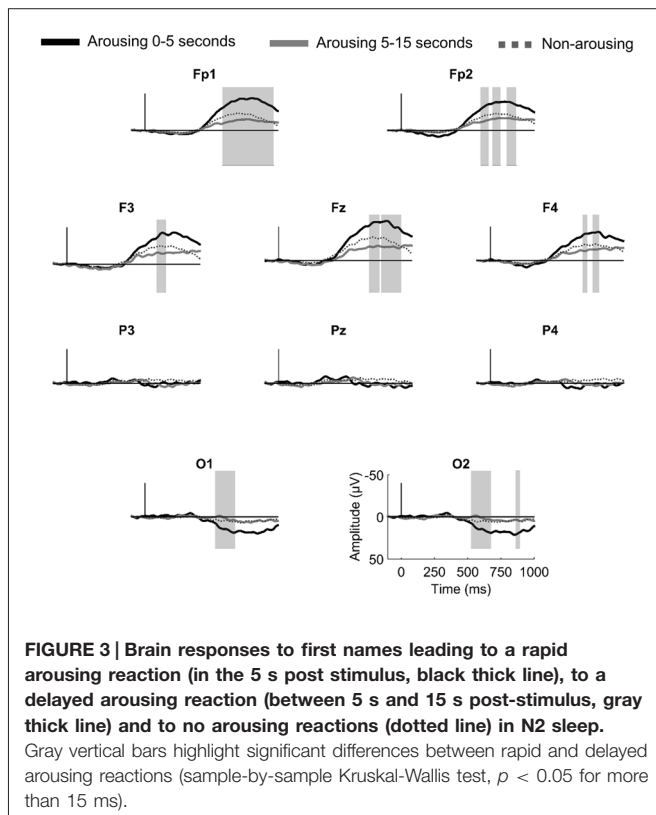 Arousing 0-5 seconds Arousing 5-15 seconds Non-arousing
Fp1 Fp2
F3 Fz F4
P3 Pz P4
O1 O2
-50
0
50
Amplitude (µV)
0 250 500 750 1000
Time (ms)
FIGURE 3 | Brain responses to first names leading to a rapid
arousing reaction (in the 5 s post stimulus, black thick line), to a
delayed arousing reaction (between 5 s and 15 s post-stimulus, gray
thick line) and to no arousing reactions (dotted line) in N2 sleep.
Gray vertical bars highlight significant differences between rapid and delayed
arousing reactions (sample-by-sample Kruskal-Wallis test, p < 0.05 for more
than 15 ms).